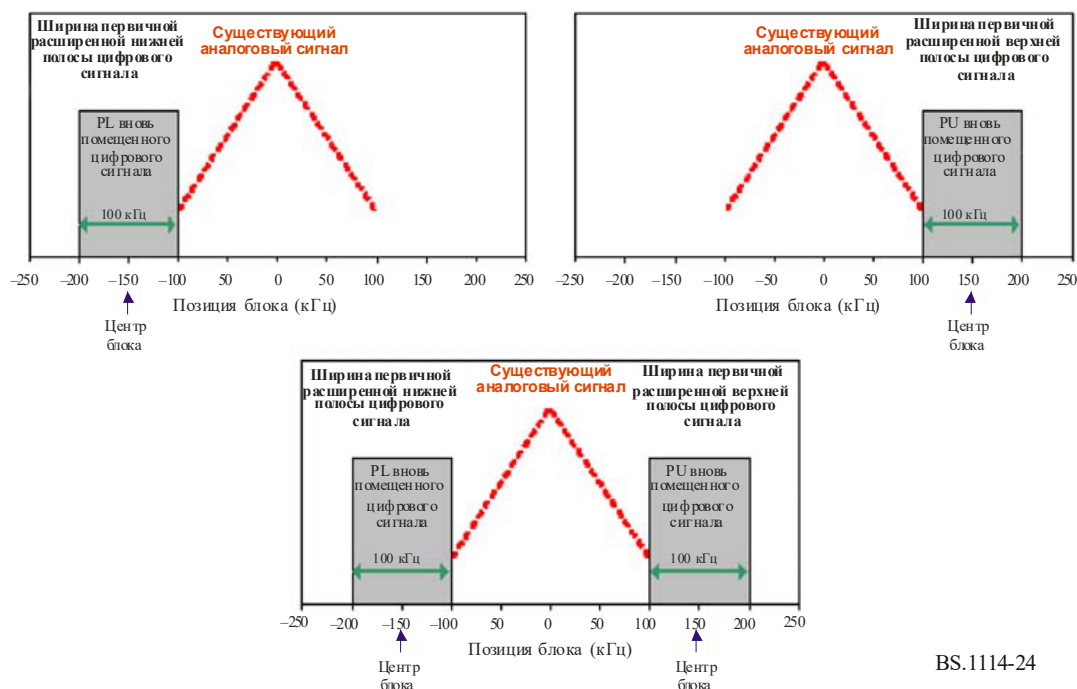 Ширина первичной
расширенной нижней
полосы цифрового
сигнала
Существующий
аналоговый сигнал
PL вновь
помещенного
цифрового
сигнала
100 кГц
–250 –200 –150 –100 50 0 50 100 150 200 250
Позиция блока (кГц)
Центр
блока
Существующий
аналоговый сигнал
Ширина первичной
расширенной верхней
полосы цифрового
сигнала
PU вновь
помещенного
цифрового
сигнала
100 кГц
–250 –200 –150 –100 –50 0 50 100 150 200 250
Позиция блока (кГц)
Центр
блока
Ширина первичной
расширенной нижней
полосы цифрового
сигнала
Существующий
аналоговый сигнал
Ширина первичной
расширенной верхней
полосы цифрового
сигнала
PL вновь
помещенного
цифрового
сигнала
100 кГц
PU вновь
помещенного
цифрового
сигнала
100 кГц
–250 –200 –150 –100 50 0 50 100 150 200 250
Позиция блока (кГц)
Центр
блока
Центр
блока
BS.1114-24